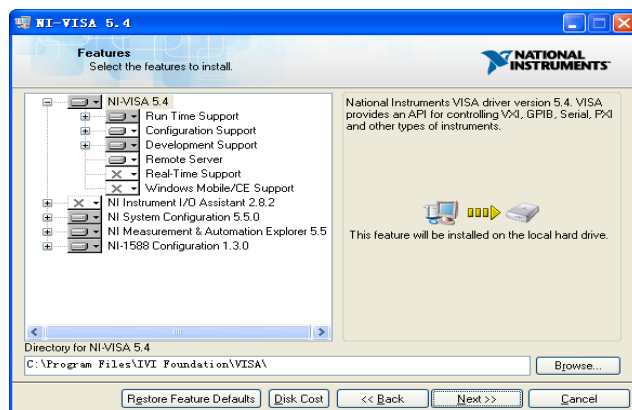 NI-VISA 5.4
Features
Select the features to install.
NATIONAL
INSTRUMENTS
NI-VISA 5.4
Run Time Support
Configuration Support
Development Support
Remote Server
Real-Time Support
Windows Mobile/CE Support
NI Instrument I/O Assistant 2.8.2
NI System Configuration 5.5.0
NI Measurement & Automation Explorer 5.5
NI-1588 Configuration 1.3.0
National Instruments VISA driver version 5.4. VISA
provides an API for controlling VXI, GPIB, Serial, PXI
and other types of instruments.
This feature will be installed on the local hard drive.
Directory for NI-VISA 5.4
C:\Program Files\IVI Foundation\VISA\
Browse...
Restore Feature Defaults
Disk Cost
<< Back
Next >>
Cancel